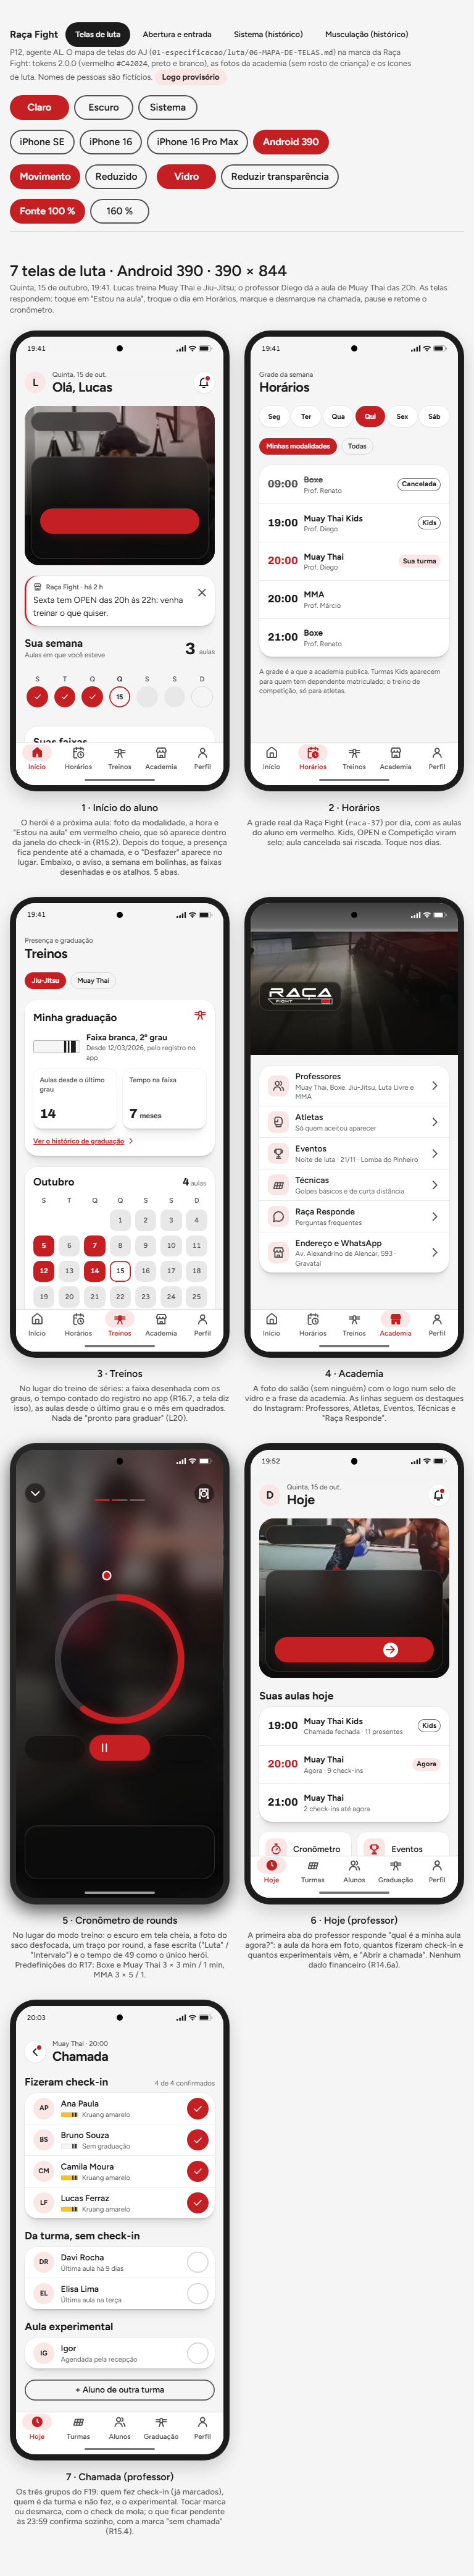 Raça Fight
Telas de luta
Abertura e entrada
Sistema (histórico)
Musculação (histórico)
P12, agente AL. O mapa de telas do AJ (01-especificacao/luta/06-MAPA-DE-TELAS.md) na marca da Raça
Fight: tokens 2.0.0 (vermelho #C42024, preto e branco), as fotos da academia (sem rosto de criança) e os ícones
de luta. Nomes de pessoas são fictícios. Logo provisório
Claro
Escuro
Sistema
iPhone SE
iPhone 16
iPhone 16 Pro Max
Android 390
Movimento
Reduzido
Vidro
Reduzir transparência
Fonte 100 %
160 %
7 telas de luta · Android 390 · 390 × 844
Quinta, 15 de outubro, 19:41. Lucas treina Muay Thai e Jiu-Jitsu; o professor Diego dá a aula de Muay Thai das 20h. As telas
respondem: toque em "Estou na aula", troque o dia em Horários, marque e desmarque na chamada, pause e retome o
cronômetro.
19:41
Quinta, 15 de out.
L
Olá, Lucas
Raça Fight · há 2 h
Sexta tem OPEN das 20h às 22h: venha
treinar o que quiser.
Sua semana
Aulas em que você esteve
3 aulas
S T Q Q S S D
15
Suas faixas
Início
Horários
Treinos
Academia
Perfil
1 · Início do aluno
O herói é a próxima aula: foto da modalidade, a hora e
"Estou na aula" em vermelho cheio, que só aparece dentro
da janela do check-in (R15.2). Depois do toque, a presença
fica pendente até a chamada, e o "Desfazer" aparece no
lugar. Embaixo, o aviso, a semana em bolinhas, as faixas
desenhadas e os atalhos. 5 abas.
19:41
Grade da semana
Horários
Seg
Ter
Qua
Qui
Sex
Sáb
Minhas modalidades
Todas
09:00 Boxe
Prof. Renato
Cancelada
19:00 Muay Thai Kids
Prof. Diego
Kids
20:00 Muay Thai
Prof. Diego
Sua turma
20:00 MMA
Prof. Márcio
21:00 Boxe
Prof. Renato
A grade é a que a academia publica. Turmas Kids aparecem
para quem tem dependente matriculado; o treino de
competição, só para atletas.
Início
Horários
Treinos
Academia
Perfil
2 · Horários
A grade real da Raça Fight (raca-37) por dia, com as aulas
do aluno em vermelho. Kids, OPEN e Competição viram
selo; aula cancelada sai riscada. Toque nos dias.
19:41
Presença e graduação
Treinos
Jiu-Jitsu
Muay Thai
Minha graduação
Faixa branca, 2º grau
Desde 12/03/2026, pelo registro no
app
Aulas desde o último
grau
14
Tempo na faixa
7 meses
Ver o histórico de graduação
Outubro
4 aulas
S T Q Q S S D
1 2 3 4
5 6 7 8 9 10 11
12 13 14 15 16 17 18
19 20 21 22 23 24 25
Início
Horários
Treinos
Academia
Perfil
3 · Treinos
No lugar do treino de séries: a faixa desenhada com os
graus, o tempo contado do registro no app (R16.7, a tela diz
isso), as aulas desde o último grau e o mês em quadrados.
Nada de "pronto para graduar" (L20).
RAÇA
FIGHT
Professores
Muay Thai, Boxe, Jiu-Jitsu, Luta Livre e
MMA
Atletas
Só quem aceitou aparecer
Eventos
Noite de luta · 21/11 · Lomba do Pinheiro
Técnicas
Golpes básicos e de curta distância
Raça Responde
Perguntas frequentes
Endereço e WhatsApp
Av. Alexandrino de Alencar, 593 ·
Gravataí
Início
Horários
Treinos
Academia
Perfil
4 · Academia
A foto do salão (sem ninguém) com o logo num selo de
vidro e a frase da academia. As linhas seguem os destaques
do Instagram: Professores, Atletas, Eventos, Técnicas e
"Raça Responde".
5 · Cronômetro de rounds
No lugar do modo treino: o escuro em tela cheia, a foto do
saco desfocada, um traço por round, a fase escrita ("Luta" /
"Intervalo") e o tempo de 49 como o único herói.
Predefinições do R17: Boxe e Muay Thai 3 × 3 min / 1 min,
MMA 3 × 5 / 1.
19:52
Quinta, 15 de out.
D
Hoje
Suas aulas hoje
19:00 Muay Thai Kids
Chamada fechada · 11 presentes
Kids
20:00 Muay Thai
Agora · 9 check-ins
Agora
21:00 Muay Thai
2 check-ins até agora
Cronômetro
Eventos
Hoje
Turmas
Alunos
Graduação
Perfil
6 · Hoje (professor)
A primeira aba do professor responde "qual é a minha aula
agora?": a aula da hora em foto, quantos fizeram check-in e
quantos experimentais vêm, e "Abrir a chamada". Nenhum
dado financeiro (R14.6a).
20:03
Muay Thai · 20:00
Chamada
Fizeram check-in
4 de 4 confirmados
AP
Ana Paula
Kruang amarelo
BS
Bruno Souza
Sem graduação
CM
Camila Moura
Kruang amarelo
LF
Lucas Ferraz
Kruang amarelo
Da turma, sem check-in
DR
Davi Rocha
Última aula há 9 dias
EL
Elisa Lima
Última aula na terça
Aula experimental
IG
Igor
Agendada pela recepção
+ Aluno de outra turma
Hoje
Turmas
Alunos
Graduação
Perfil
7 · Chamada (professor)
Os três grupos do F19: quem fez check-in (já marcados),
quem é da turma e não fez, e o experimental. Tocar marca
ou desmarca, com o check de mola; o que ficar pendente
às 23:59 confirma sozinho, com a marca "sem chamada"
(R15.4).